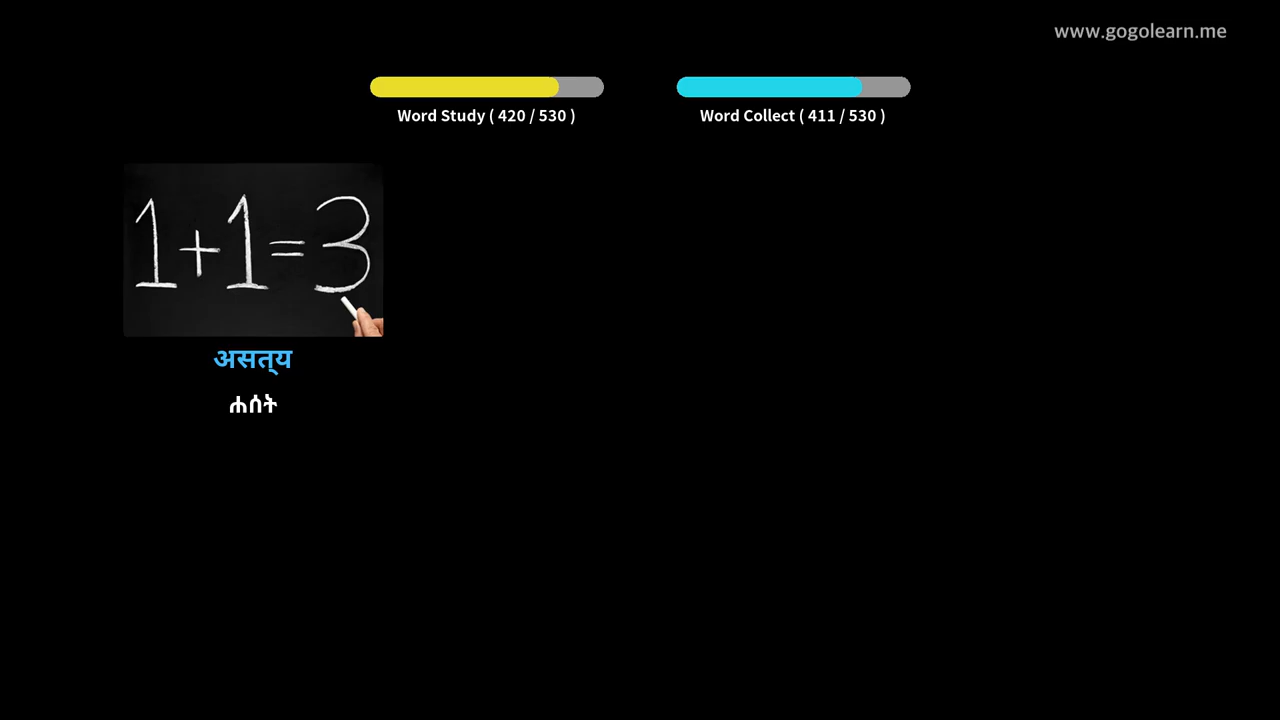 www.gogolearn.me
Word Study ( 420 / 530 )
Word Collect ( 411 / 530 )
1+1=3
असत्य
ሐሰት